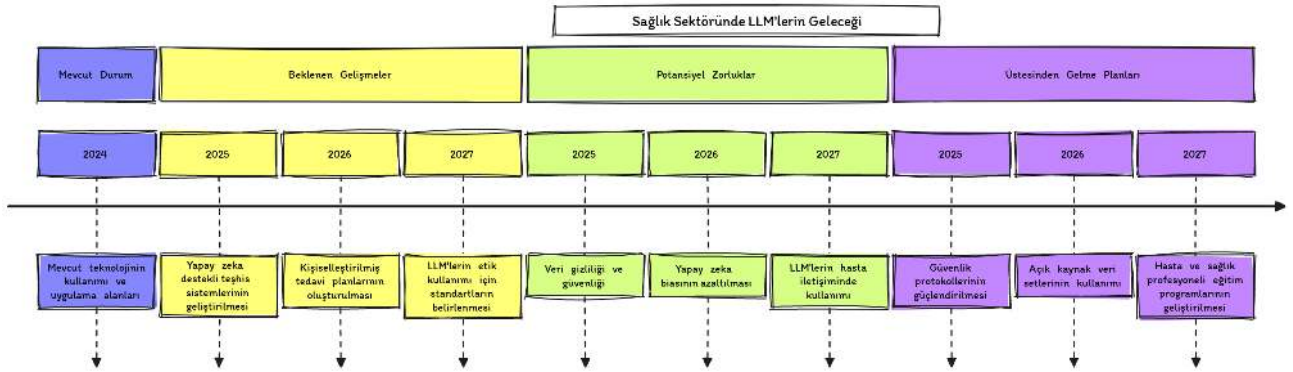 Sağlık Sektöründe LLM'lerin Geleceği
Mevcut Durum
Beklenen Gelişmeler
Potansiyel Zorluklar
Üstesinden Gelme Planları
2024
2025
2026
2027
2025
2026
2027
2025
2026
2027
Mevcut teknolojinin
kullanımı ve
uygulama alanları
Yapay zeka
destekli teşhis
sistemlerinin
geliştirilmesi
Kişiselleştirilmiş
tedavi planlarının
oluşturulması
LLM'lerin etik
kullanımı için
standartların
belirlenmesi
Veri gizliliği ve
güvenliği
Yapay zeka
biasının azaltılması
LLM'lerin hasta
iletişiminde
kullanımı
Güvenlik
protokollerinin
güçlendirilmesi
Açık kaynak veri
setlerinin kullanımı
Hasta ve sağlık
profesyoneli eğitim
programlarının
geliştirilmesi